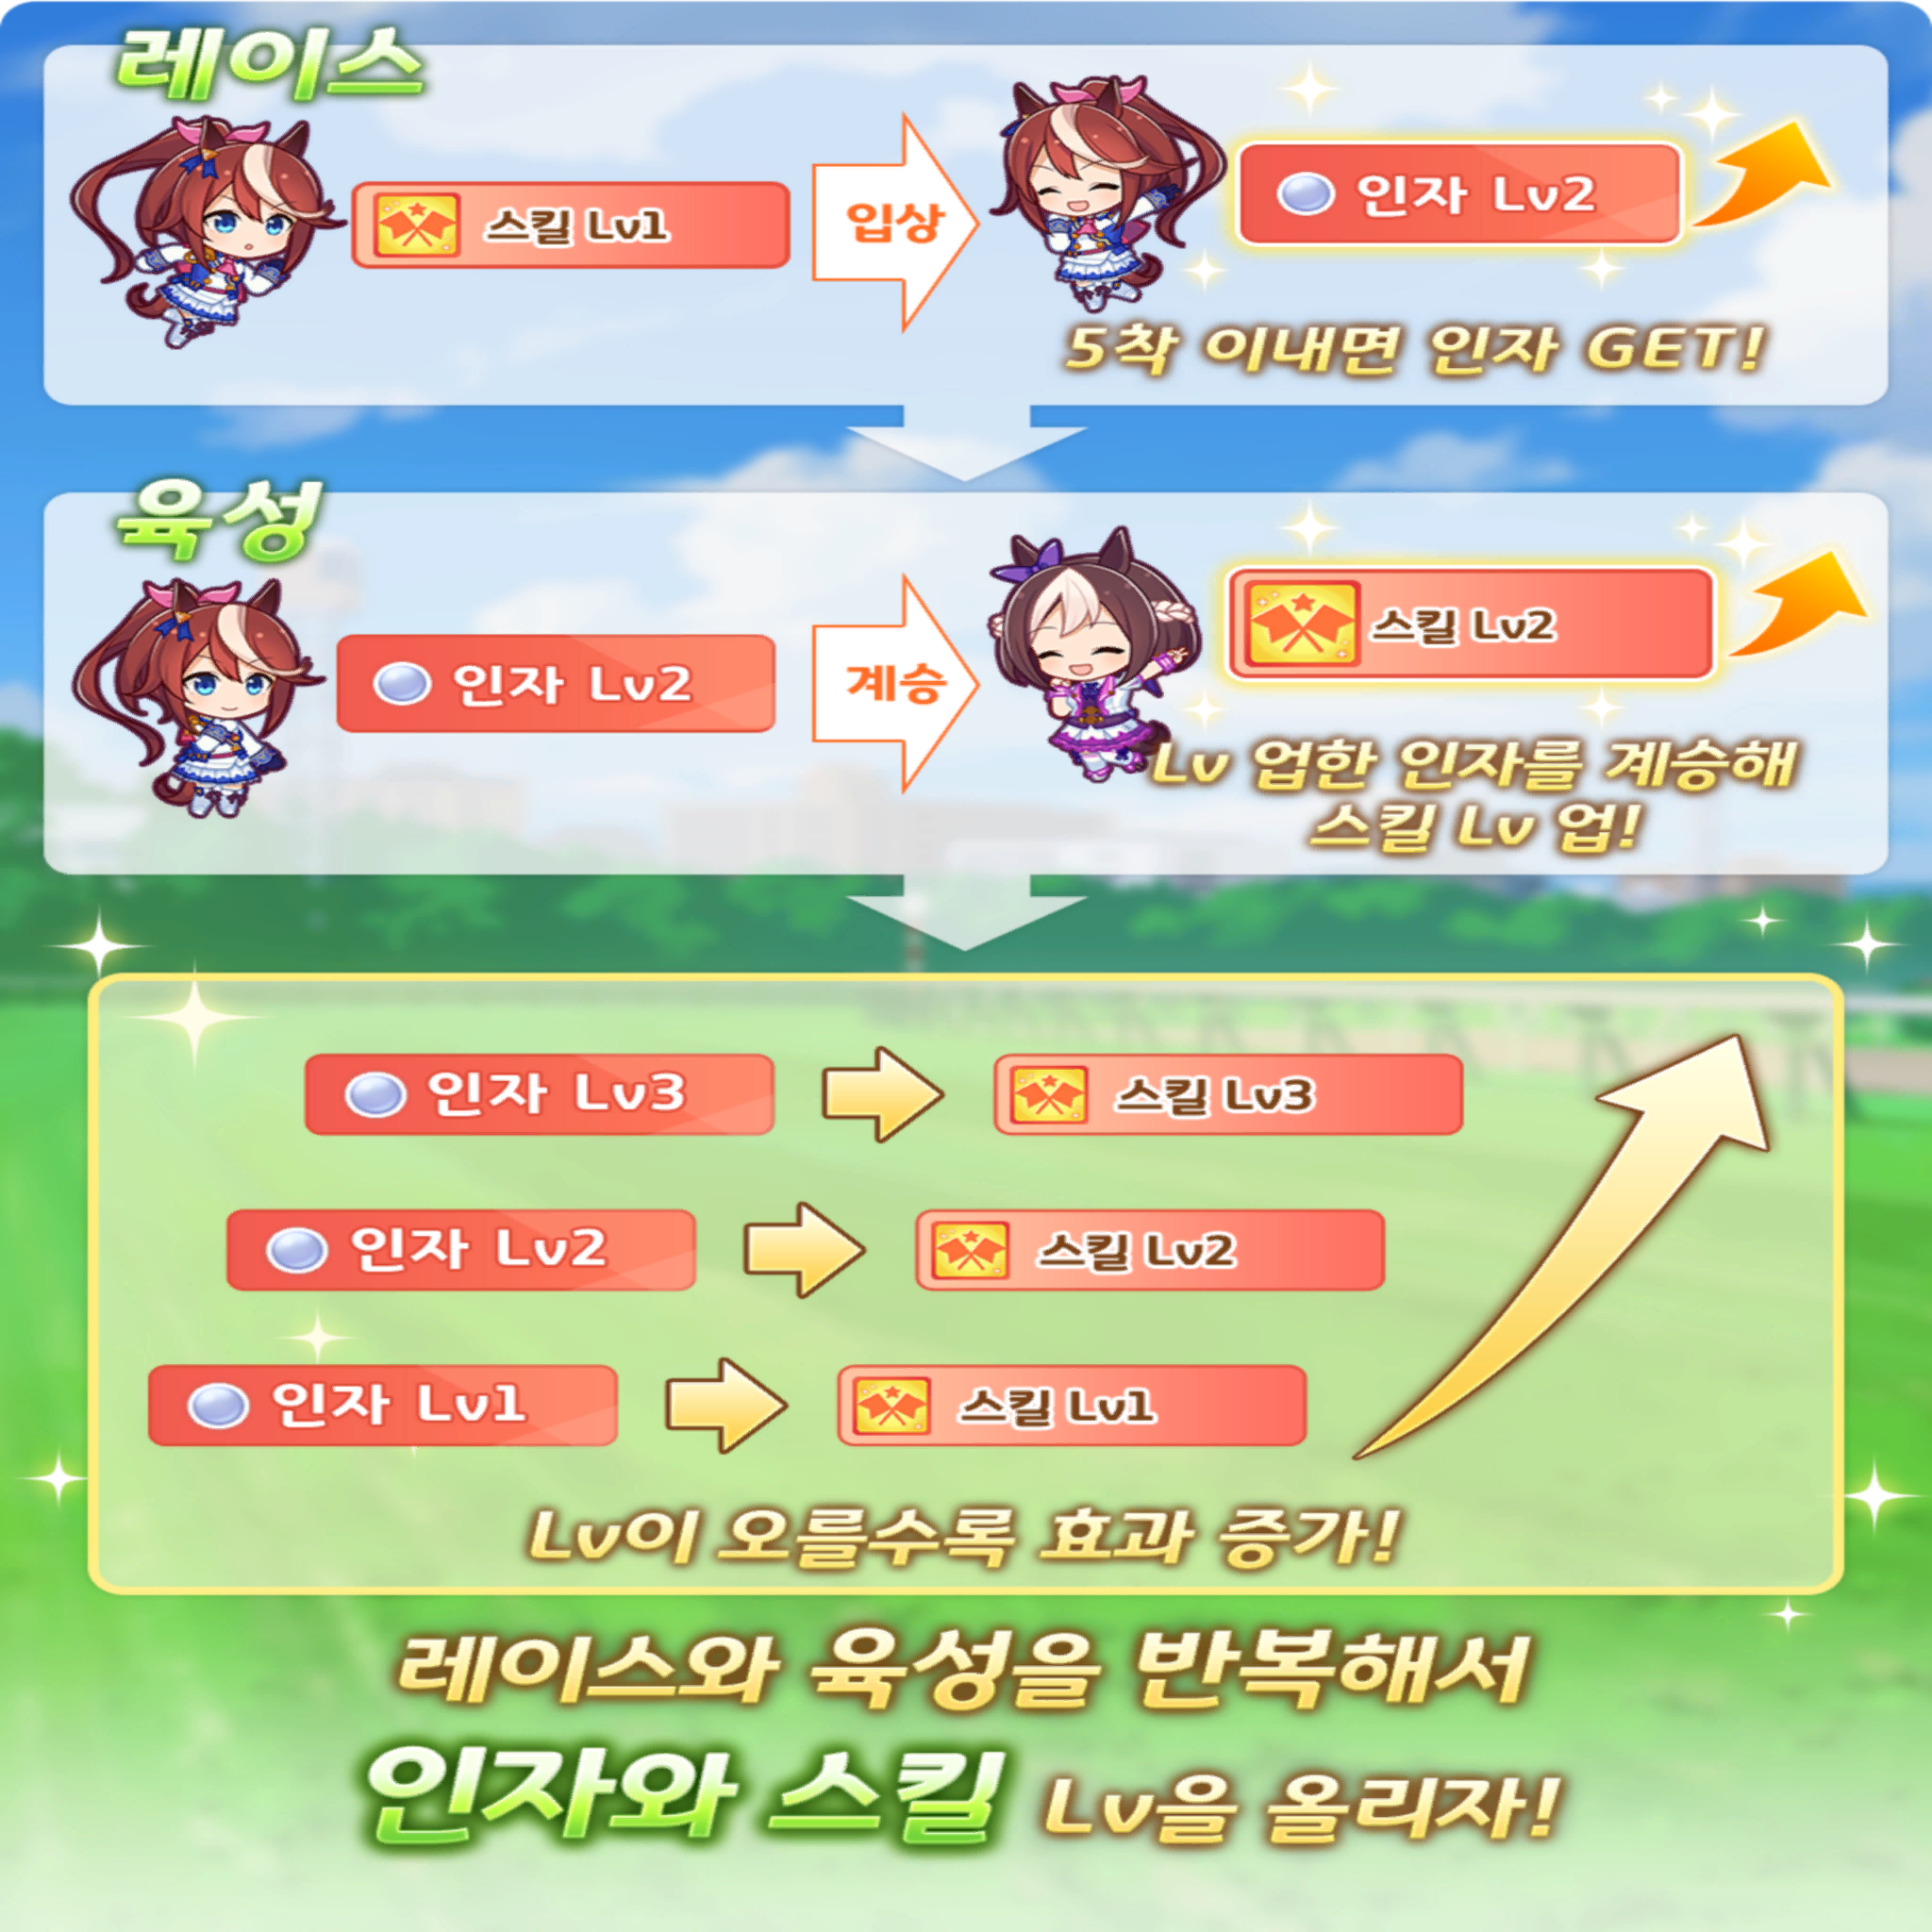 레이스
스킬 Lv1
입상
인자 Lv2
5착 이내면 인자 GET!
육성
인자 Lv2
계승
스킬 Lv2
Lv 업한 인자를 계승해
스킬 Lv 업!
인자 Lv3
스킬 Lv3
인자 Lv2
스킬 Lv2
인자 Lv1
스킬 Lv1
Lv이 오를수록 효과 증가!
레이스와 육성을 반복해서
인자와 스킬 Lv을 올리자!